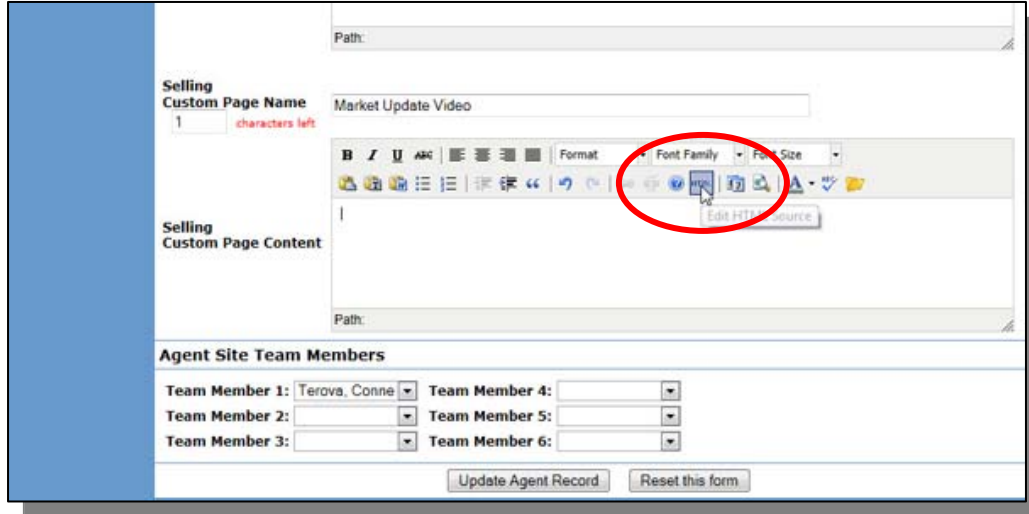 Path:
Selling
Custom Page Name
Market Update Video
1 characters left
B I U ABC Format Font Family Font Size
HTML A
Edit HTML Source
Selling
Custom Page Content
Path:
Agent Site Team Members
Team Member 1: Terova, Conne Team Member 4:
Team Member 2: Team Member 5:
Team Member 3: Team Member 6:
Update Agent Record Reset this form